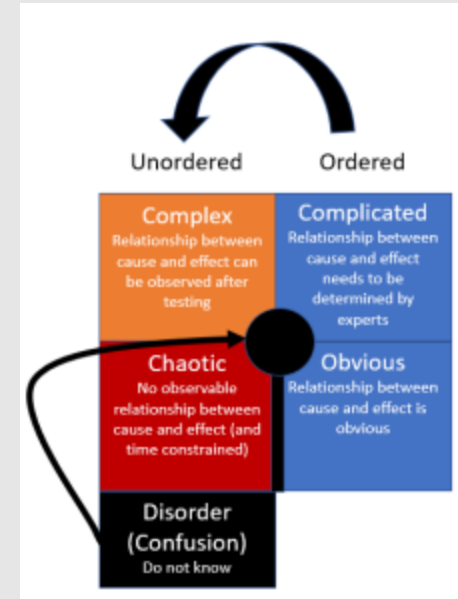 Unordered
Ordered
Complex
Relationship between
cause and effect can
be observed after
testing
Complicated
Relationship between
cause and effect
needs to be
determined by
experts
Chaotic
No observable
relationship between
cause and effect (and
time constrained)
Obvious
Relationship between
cause and effect is
obvious
Disorder
(Confusion)
Do not know